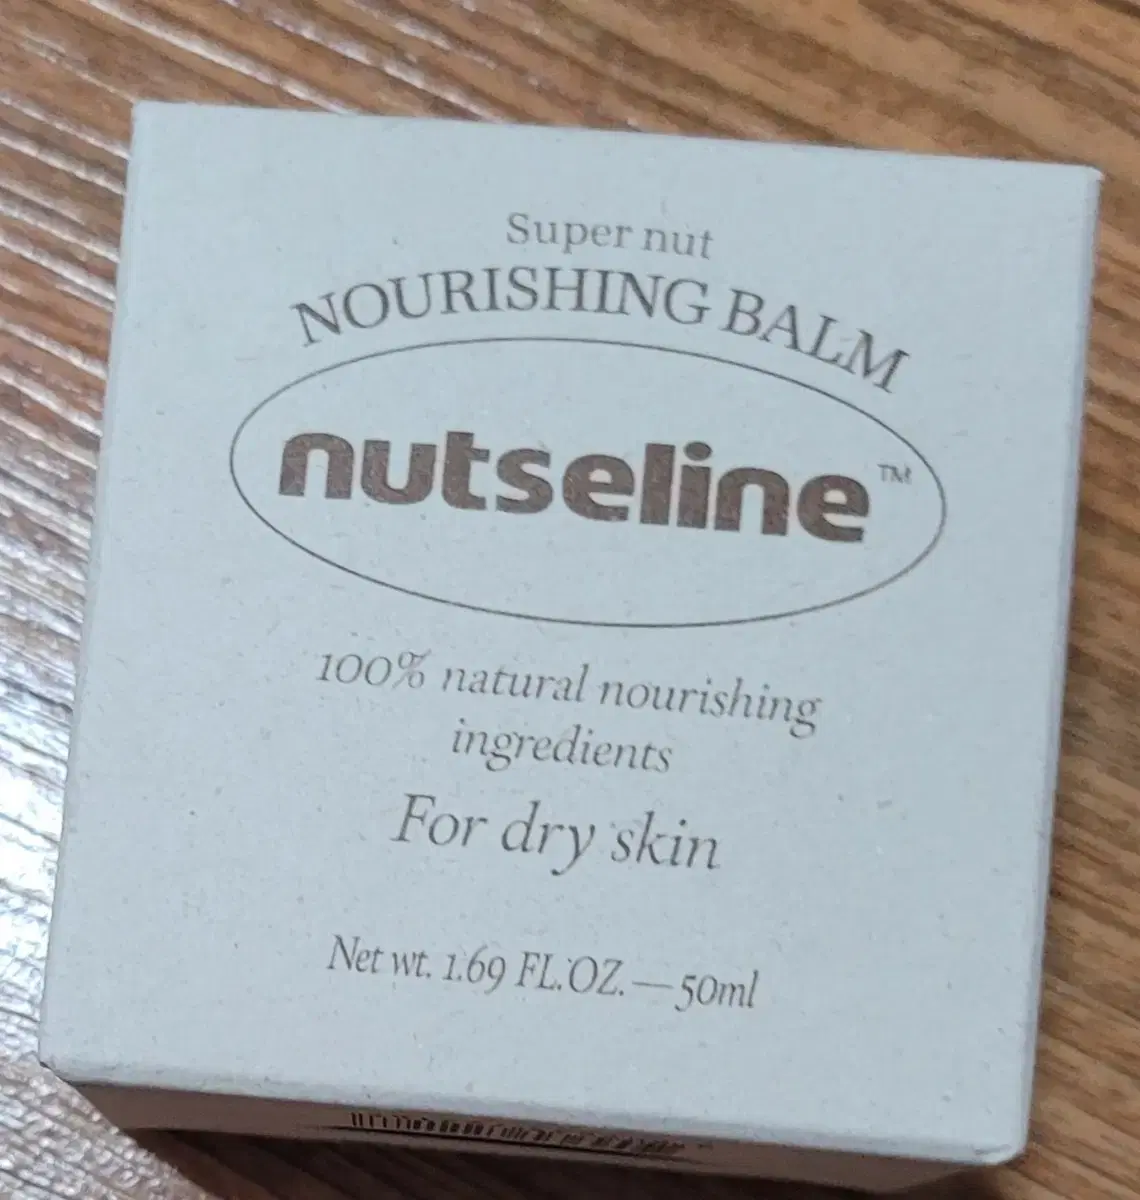 Super nut
NOURISHING BALM
nutseline™
100% natural nourishing
ingredients
For dry skin
Net wt. 1.69 FL.OZ.—50ml